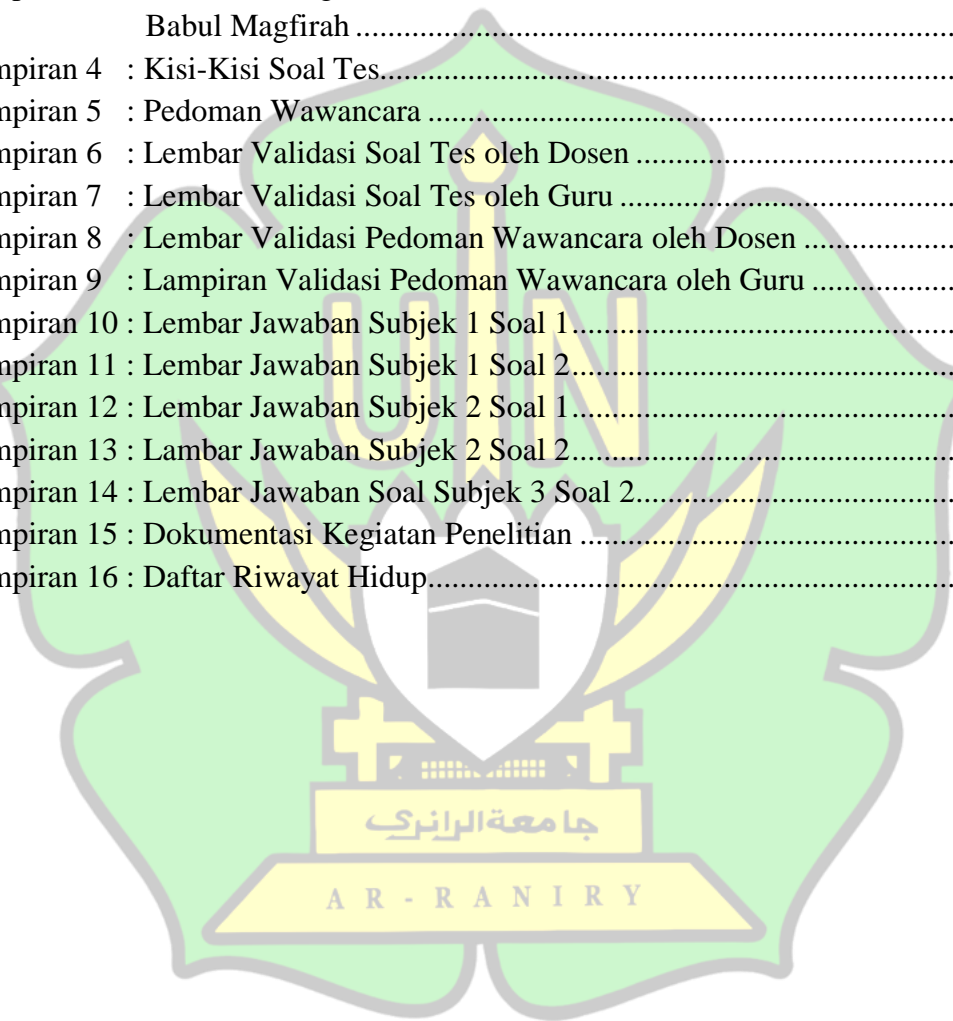 Babul Magfirah ........................................................................
mpiran 4 : Kisi-Kisi Soal Tes........................................................................
mpiran 5 : Pedoman Wawancara ..................................................................
mpiran 6 : Lembar Validasi Soal Tes oleh Dosen ........................................
mpiran 7 : Lembar Validasi Soal Tes oleh Guru ..........................................
mpiran 8 : Lembar Validasi Pedoman Wawancara oleh Dosen ...................
mpiran 9 : Lampiran Validasi Pedoman Wawancara oleh Guru ..................
mpiran 10 : Lembar Jawaban Subjek 1 Soal 1................................................
mpiran 11 : Lembar Jawaban Subjek 1 Soal 2................................................
mpiran 12 : Lembar Jawaban Subjek 2 Soal 1................................................
mpiran 13 : Lambar Jawaban Subjek 2 Soal 2................................................
mpiran 14 : Lembar Jawaban Soal Subjek 3 Soal 2........................................
mpiran 15 : Dokumentasi Kegiatan Penelitian ...............................................
mpiran 16 : Daftar Riwayat Hidup..................................................................
UIN
جامعةالرانري
AR-RANIRY